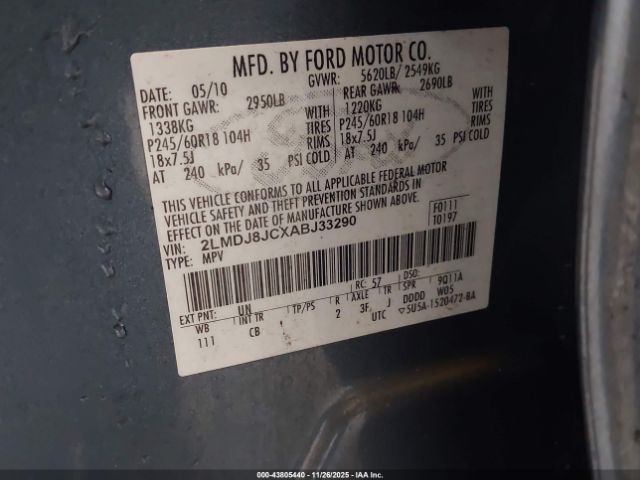 MFD. BY FORD MOTOR CO.
DATE: 05/10 GVWR: 5620LB/ 2549KG
FRONT GAWR: 2950LB REAR GAWR: 2690LB
1338KG 1220KG
P245/60R18 104H TIRES P245/60R18 104H TIRES
18x7.5J RIMS 18x7.5J RIMS
AT 240 kPa/ 35 PSI COLD AT 240 kPa/ 35 PSI COLD
THIS VEHICLE CONFORMS TO ALL APPLICABLE FEDERAL MOTOR
VEHICLE SAFETY AND THEFT PREVENTION STANDARDS IN
EFFECT ON THE DATE OF MANUFACTURE SHOWN ABOVE.
VIN: 2LMDJ8JCXABJ33290 F0111
TYPE: MPV T0197
EXT PNT: UN RC: 57 DSO:
WB INT TR TP/PS R AXLE TR SPR 9Q11A
111 CB 2 3F J DDDD W05
UTC ▽5U5A-1520472-BA
000-43805440 - 11/26/2025 - IAA Inc.